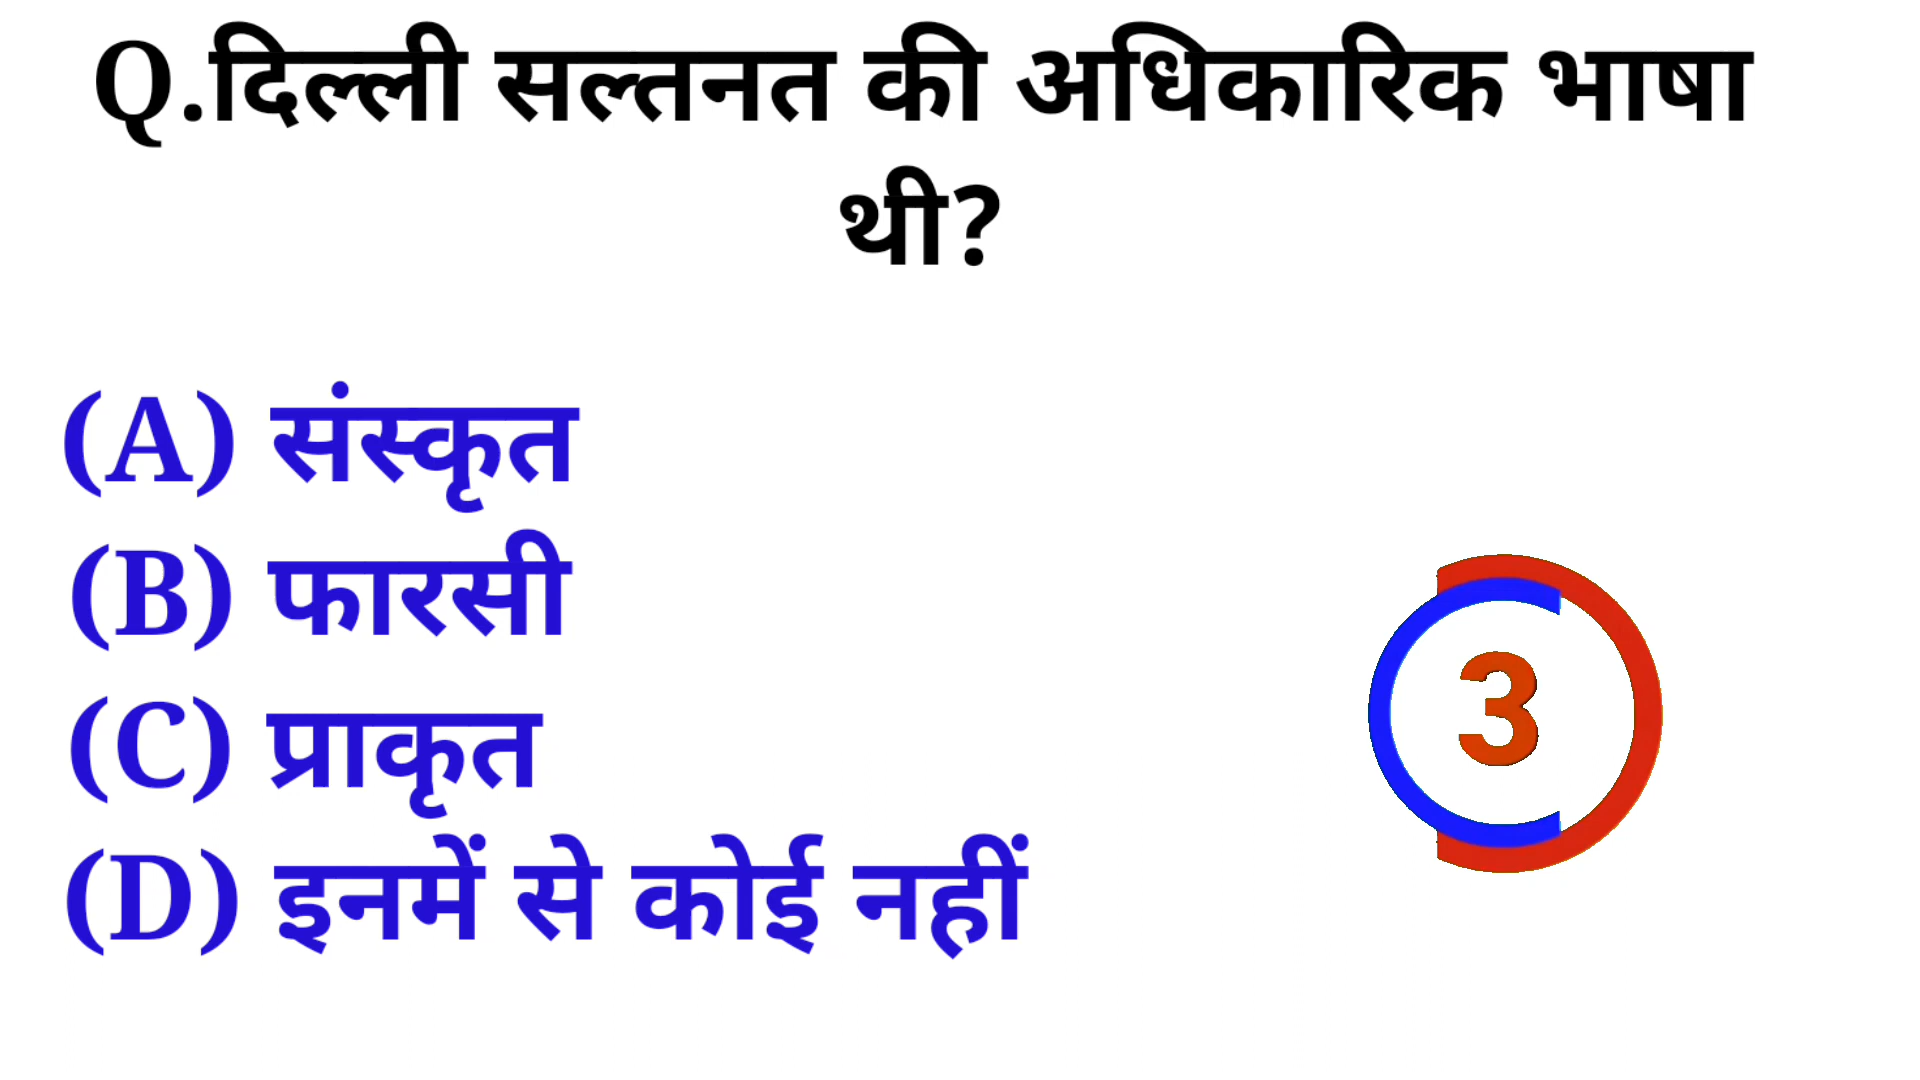 Q.दिल्ली सल्तनत की अधिकारिक भाषा
थी?
(A) संस्कृत
(B) फारसी
(C) प्राकृत
(D) इनमें से कोई नहीं
3